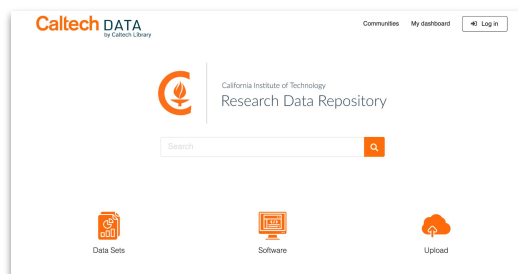 Caltech DATA
by Caltech Library
Communities My dashboard Log in
California Institute of Technology
Research Data Repository
Search
Data Sets Software Upload